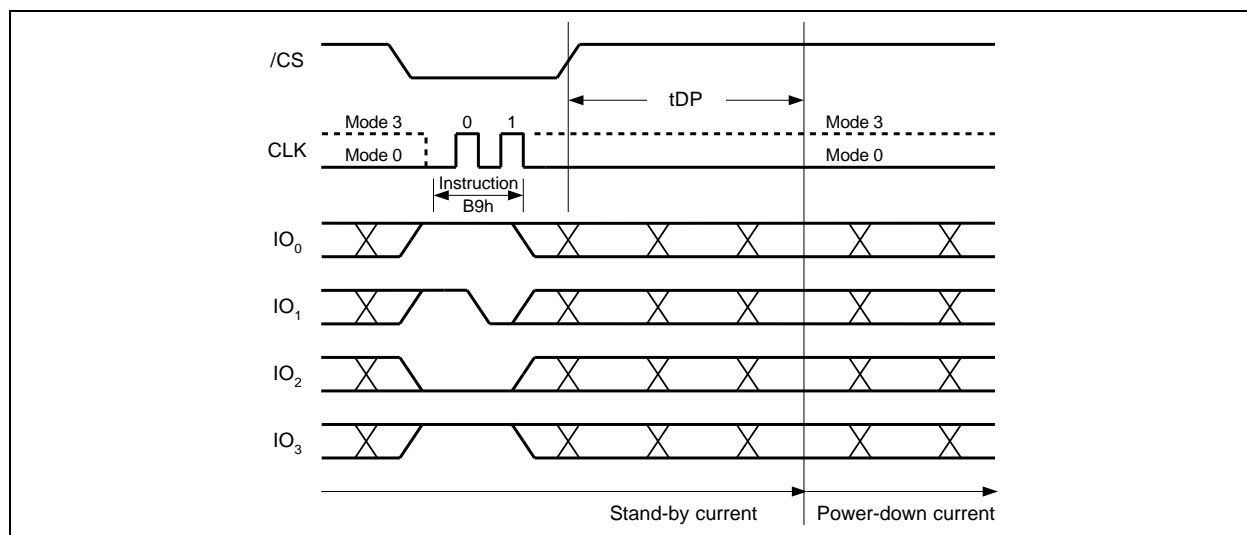 /CS
tDP
Mode 3 0 1 Mode 3
CLK
Mode 0 Mode 0
Instruction
B9h
IO0
IO1
IO2
IO3
Stand-by current Power-down current